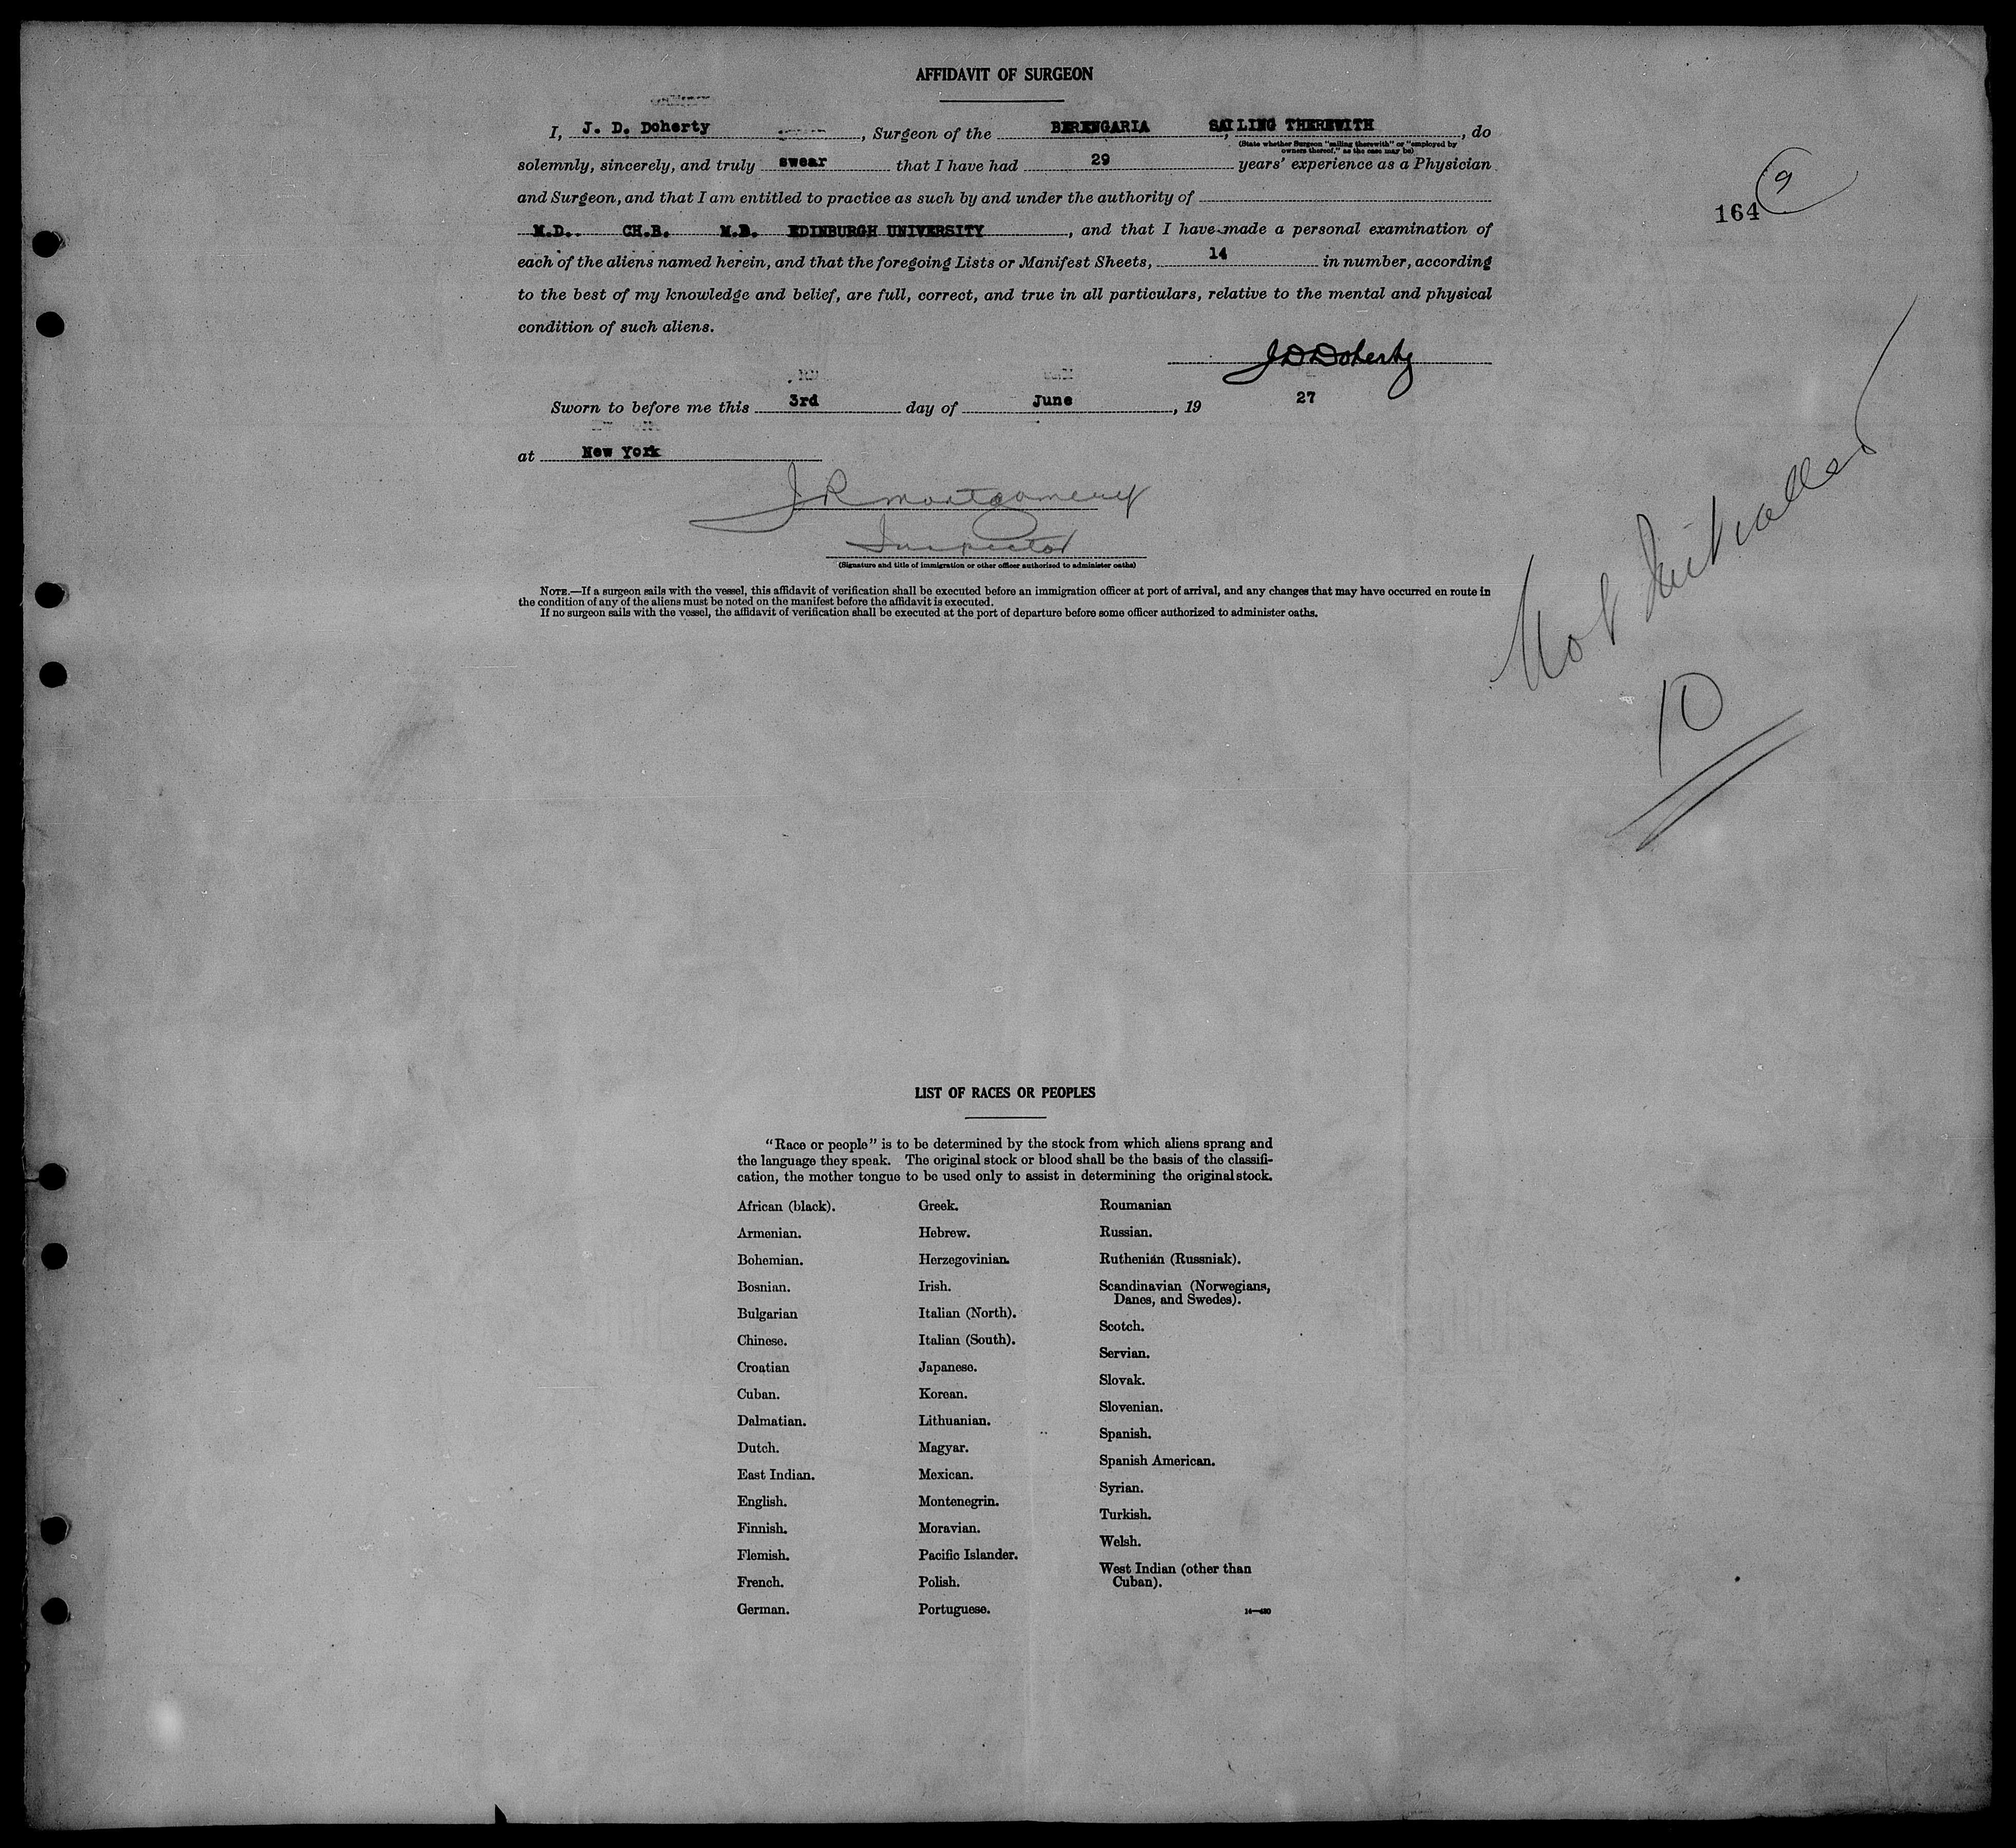 AFFIDAVIT OF SURGEON
I, J. D. Doherty, Surgeon of the BERENGARIA, SAILING THEREWITH, do
(State whether Surgeon "sailing therewith" or "employed by
owners thereof," as the case may be)
solemnly, sincerely, and truly swear that I have had 29 years' experience as a Physician
and Surgeon, and that I am entitled to practice as such by and under the authority of
M.D. CH.B. M.B. EDINBURGH UNIVERSITY, and that I have made a personal examination of
each of the aliens named herein, and that the foregoing Lists or Manifest Sheets, 14 in number, according
to the best of my knowledge and belief, are full, correct, and true in all particulars, relative to the mental and physical
condition of such aliens.
J D Doherty
Sworn to before me this 3rd day of June, 19 27
at New York
J R Montgomery
Inspector
(Signature and title of immigration or other officer authorized to administer oaths)
NOTE.—If a surgeon sails with the vessel, this affidavit of verification shall be executed before an immigration officer at port of arrival, and any changes that may have occurred en route in
the condition of any of the aliens must be noted on the manifest before the affidavit is executed.
If no surgeon sails with the vessel, the affidavit of verification shall be executed at the port of departure before some officer authorized to administer oaths.
164
9
Not Initialled
10
LIST OF RACES OR PEOPLES
"Race or people" is to be determined by the stock from which aliens sprang and
the language they speak. The original stock or blood shall be the basis of the classifi-
cation, the mother tongue to be used only to assist in determining the original stock.
African (black).
Armenian.
Bohemian.
Bosnian.
Bulgarian
Chinese.
Croatian
Cuban.
Dalmatian.
Dutch.
East Indian.
English.
Finnish.
Flemish.
French.
German.
Greek.
Hebrew.
Herzegovinian.
Irish.
Italian (North).
Italian (South).
Japanese.
Korean.
Lithuanian.
Magyar.
Mexican.
Montenegrin.
Moravian.
Pacific Islander.
Polish.
Portuguese.
Roumanian
Russian.
Ruthenian (Russniak).
Scandinavian (Norwegians,
Danes, and Swedes).
Scotch.
Servian.
Slovak.
Slovenian.
Spanish.
Spanish American.
Syrian.
Turkish.
Welsh.
West Indian (other than
Cuban).